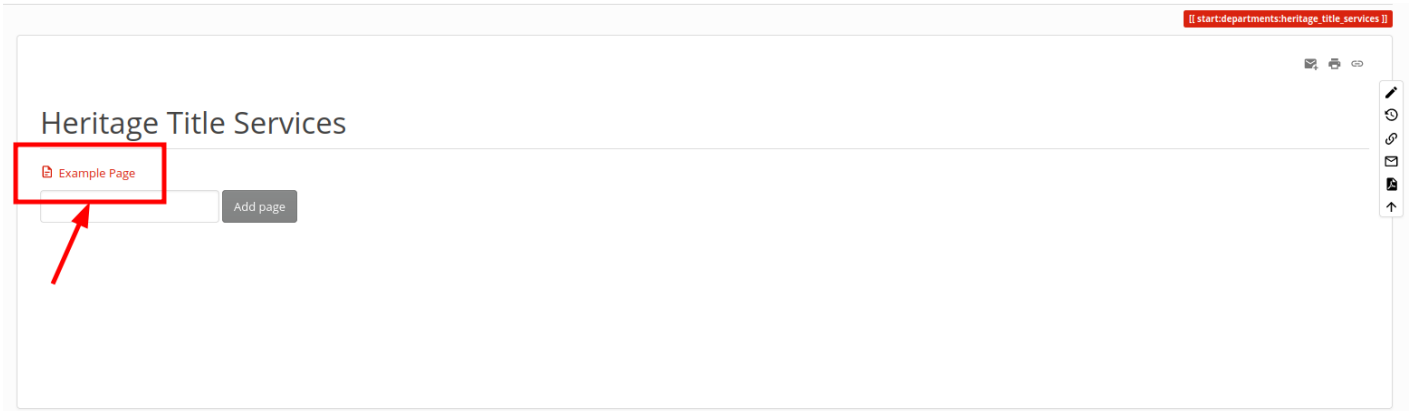 [[ start:departments:heritage_title_services ]]
Heritage Title Services
Example Page
Add page